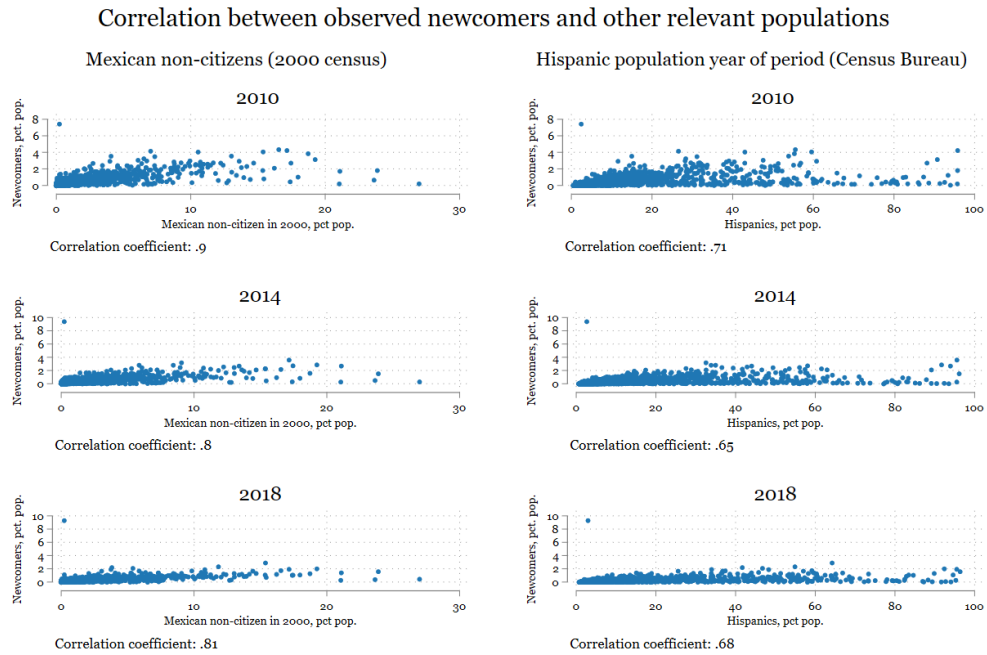 Correlation between observed newcomers and other relevant populations
Mexican non-citizens (2000 census)
Hispanic population year of period (Census Bureau)
2010
Newcomers, pct. pop.
8
6
4
2
0
0 10 20 30
Mexican non-citizen in 2000, pct pop.
Correlation coefficient: .9
2010
Newcomers, pct. pop.
8
6
4
2
0
0 20 40 60 80 100
Hispanics, pct pop.
Correlation coefficient: .71
2014
Newcomers, pct. pop.
10
8
6
4
2
0
0 10 20 30
Mexican non-citizen in 2000, pct pop.
Correlation coefficient: .8
2014
Newcomers, pct. pop.
10
8
6
4
2
0
0 20 40 60 80 100
Hispanics, pct pop.
Correlation coefficient: .65
2018
Newcomers, pct. pop.
10
8
6
4
2
0
0 10 20 30
Mexican non-citizen in 2000, pct pop.
Correlation coefficient: .81
2018
Newcomers, pct. pop.
10
8
6
4
2
0
0 20 40 60 80 100
Hispanics, pct pop.
Correlation coefficient: .68